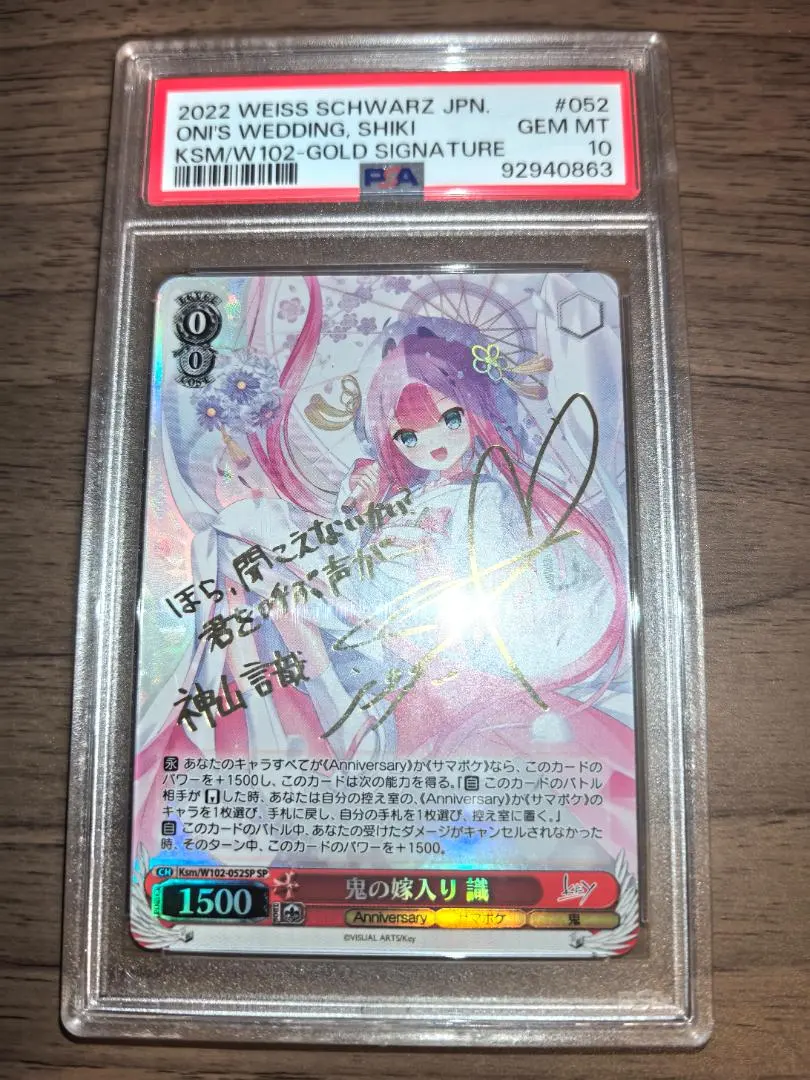 2022 WEISS SCHWARZ JPN. #052
ONI'S WEDDING, SHIKI GEM MT
KSM/W102-GOLD SIGNATURE 10
PSA 92940863
LEVEL
0
0
COST
ほら、聞こえないかい?
君を呼ぶ声が
神山識
永 あなたのキャラすべてが《Anniversary》か《サマポケ》なら、このカードの
パワーを+1500し、このカードは次の能力を得る。「自 このカードのバトル
相手がした時、あなたは自分の控え室の、《Anniversary》か《サマポケ》の
キャラを1枚選び、手札に戻し、自分の手札を1枚選び、控え室に置く。」
自 このカードのバトル中、あなたの受けたダメージがキャンセルされなかった
時、そのターン中、このカードのパワーを+1500。
CH Ksm/W102-052SP SP
POWER 1500 鬼の嫁入り 識 Key
Anniversary サマポケ 鬼
©VISUAL ARTS/Key